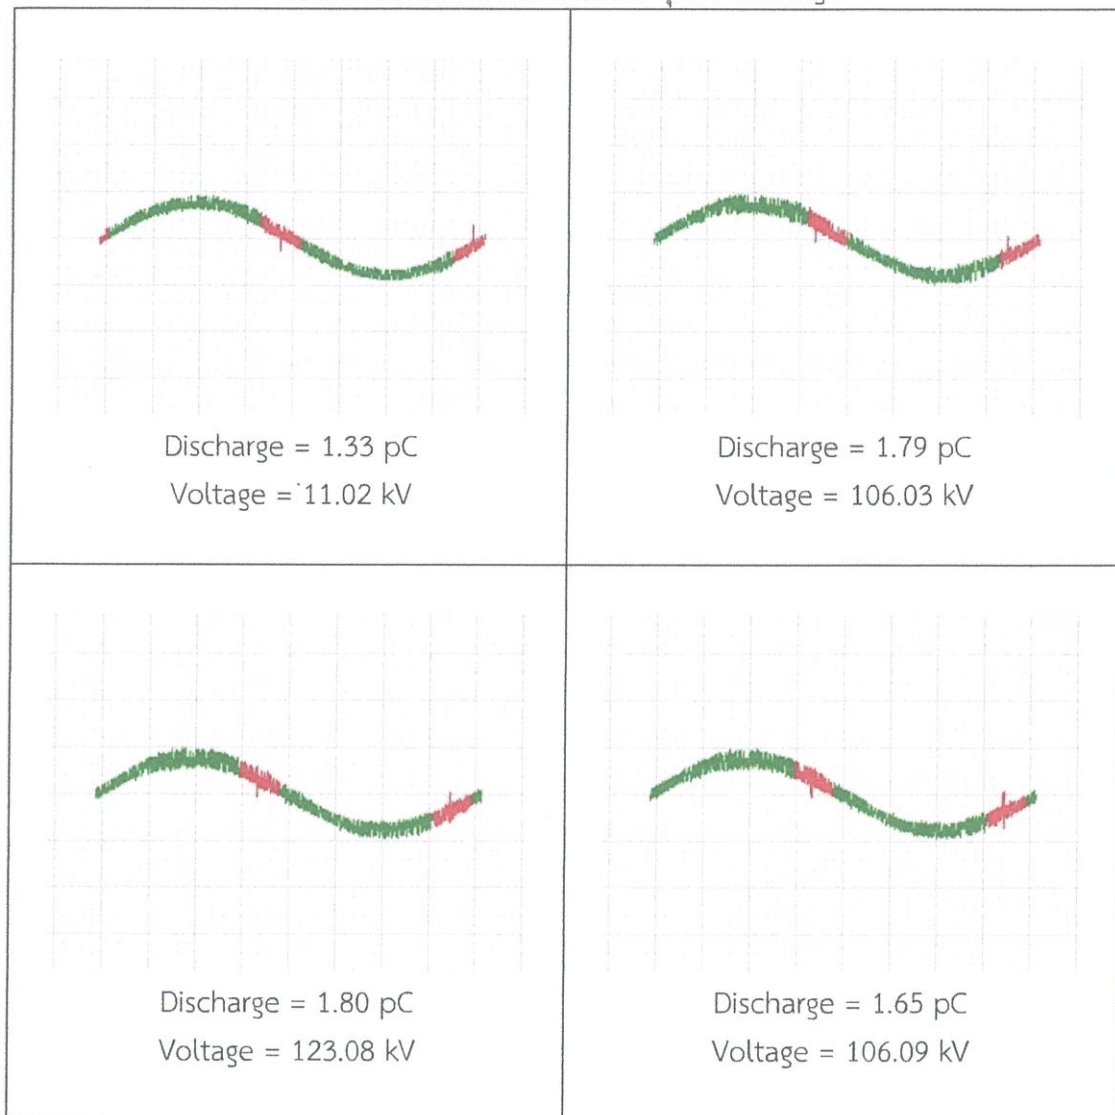 Discharge = 1.33 pC
Voltage = 11.02 kV
Discharge = 1.79 pC
Voltage = 106.03 kV
Discharge = 1.80 pC
Voltage = 123.08 kV
Discharge = 1.65 pC
Voltage = 106.09 kV